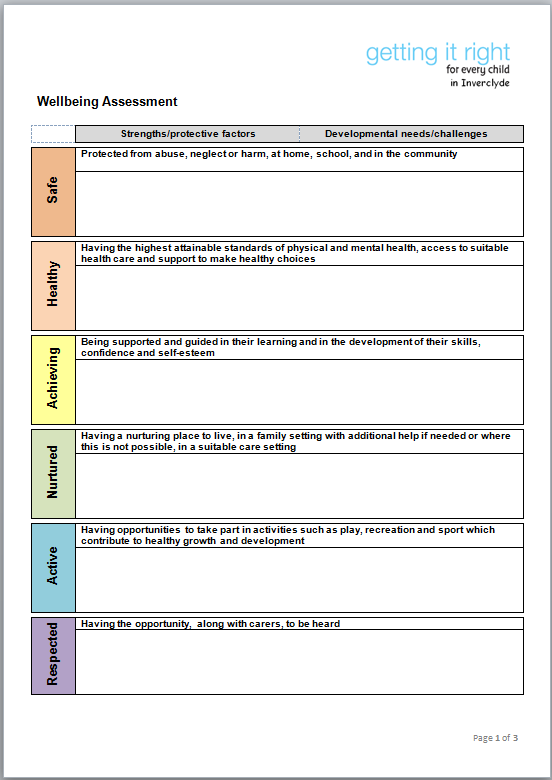 getting it right
for every child
in Inverclyde
Wellbeing Assessment
Strengths/protective factors Developmental needs/challenges
Safe
Protected from abuse, neglect or harm, at home, school, and in the community
Healthy
Having the highest attainable standards of physical and mental health, access to suitable
health care and support to make healthy choices
Achieving
Being supported and guided in their learning and in the development of their skills,
confidence and self-esteem
Nurtured
Having a nurturing place to live, in a family setting with additional help if needed or where
this is not possible, in a suitable care setting
Active
Having opportunities to take part in activities such as play, recreation and sport which
contribute to healthy growth and development
Respected
Having the opportunity, along with carers, to be heard
Page 1 of 3